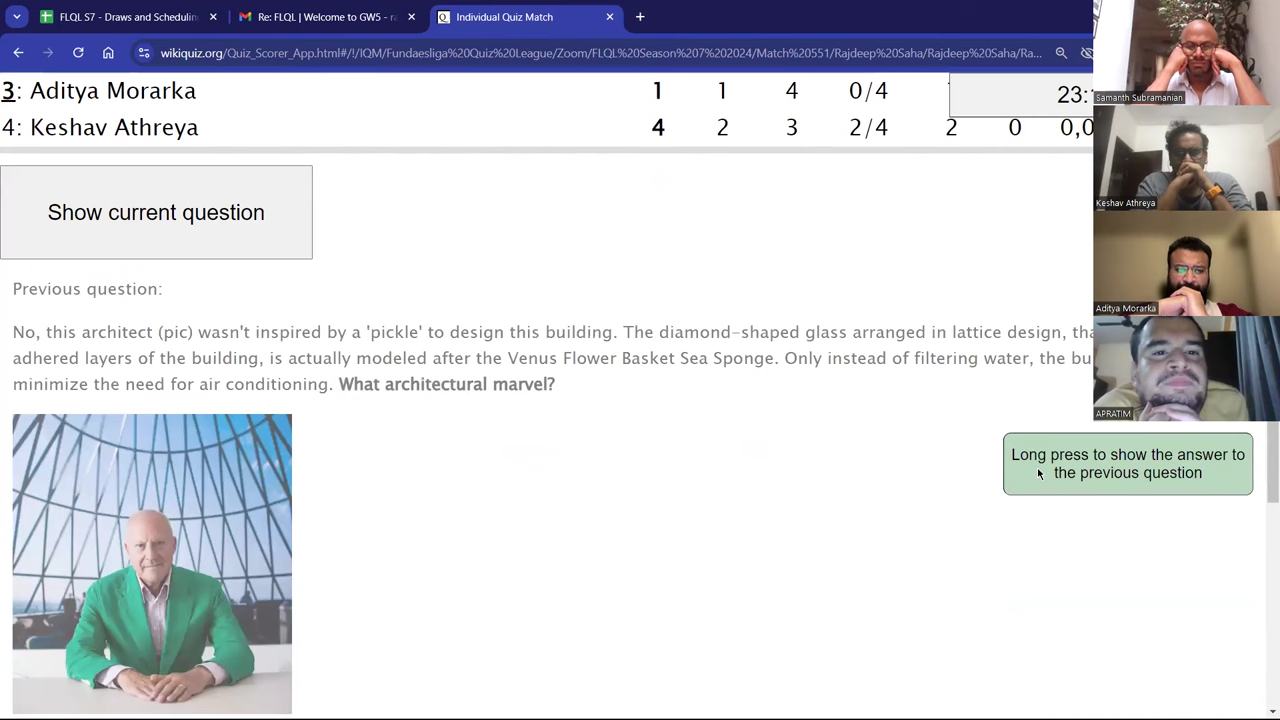 FLQL S7 - Draws and Scheduling
Re: FLQL | Welcome to GW5 - ra
Individual Quiz Match
wikiquiz.org/Quiz_Scorer_App.html#/!/IQM/Fundaesliga%20Quiz%20League/Zoom/FLQL%20Season%207%202024/Match%20551/Rajdeep%20Saha/Rajdeep%20Saha/Ra...
3: Aditya Morarka 1 1 4 0/4
23:
4: Keshav Athreya 4 2 3 2/4 2 0 0,0
Show current question
Previous question:
No, this architect (pic) wasn't inspired by a 'pickle' to design this building. The diamond-shaped glass arranged in lattice design, tha
adhered layers of the building, is actually modeled after the Venus Flower Basket Sea Sponge. Only instead of filtering water, the bu
minimize the need for air conditioning. What architectural marvel?
Long press to show the answer to
the previous question
Samanth Subramanian
Keshav Athreya
Aditya Morarka
APRATIM